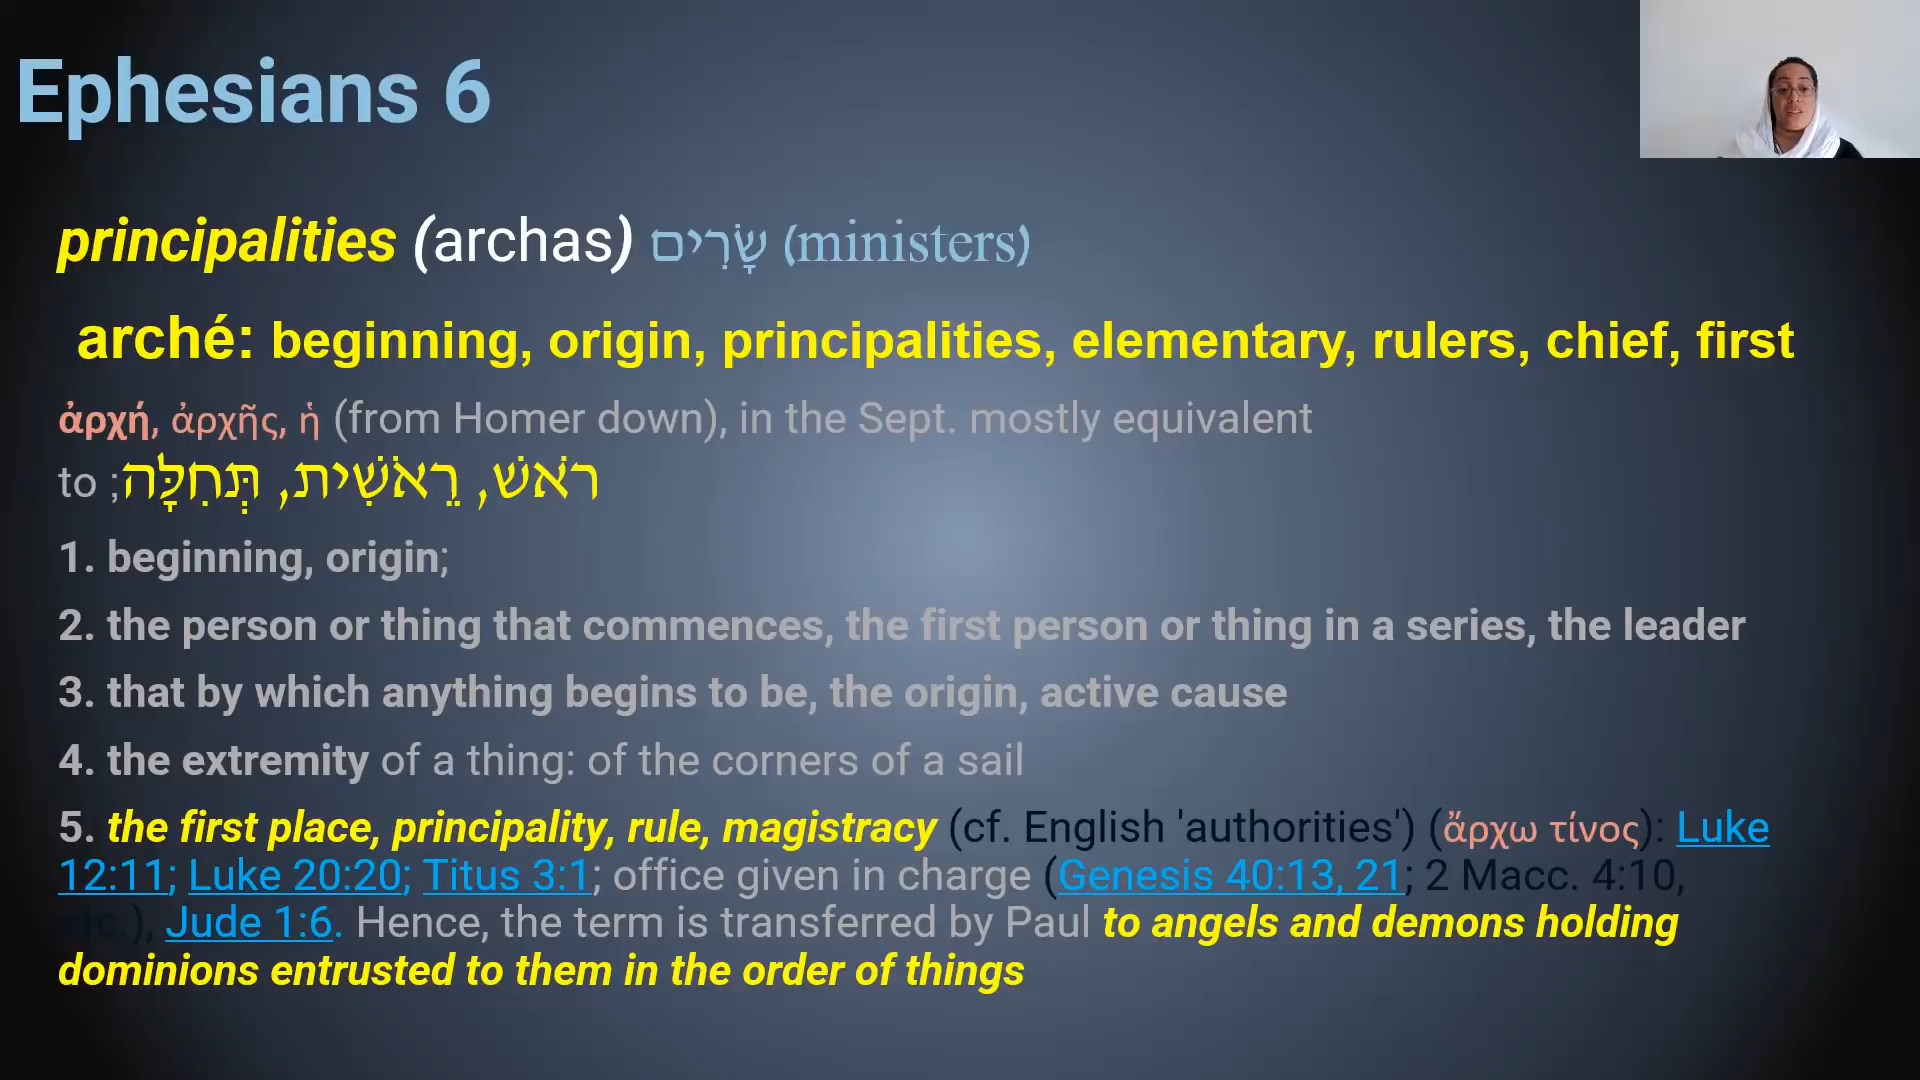 Ephesians 6
principalities (archas) שָׂרִים (ministers)
arché: beginning, origin, principalities, elementary, rulers, chief, first
ἀρχή, ἀρχῆς, ἡ (from Homer down), in the Sept. mostly equivalent
to רֹאשׁ, רֵאשִׁית, תְּחִלָּה;
1. beginning, origin;
2. the person or thing that commences, the first person or thing in a series, the leader
3. that by which anything begins to be, the origin, active cause
4. the extremity of a thing: of the corners of a sail
5. the first place, principality, rule, magistracy (cf. English 'authorities') (ἄρχω τίνος): Luke
12:11; Luke 20:20; Titus 3:1; office given in charge (Genesis 40:13, 21; 2 Macc. 4:10,
etc.), Jude 1:6. Hence, the term is transferred by Paul to angels and demons holding
dominions entrusted to them in the order of things